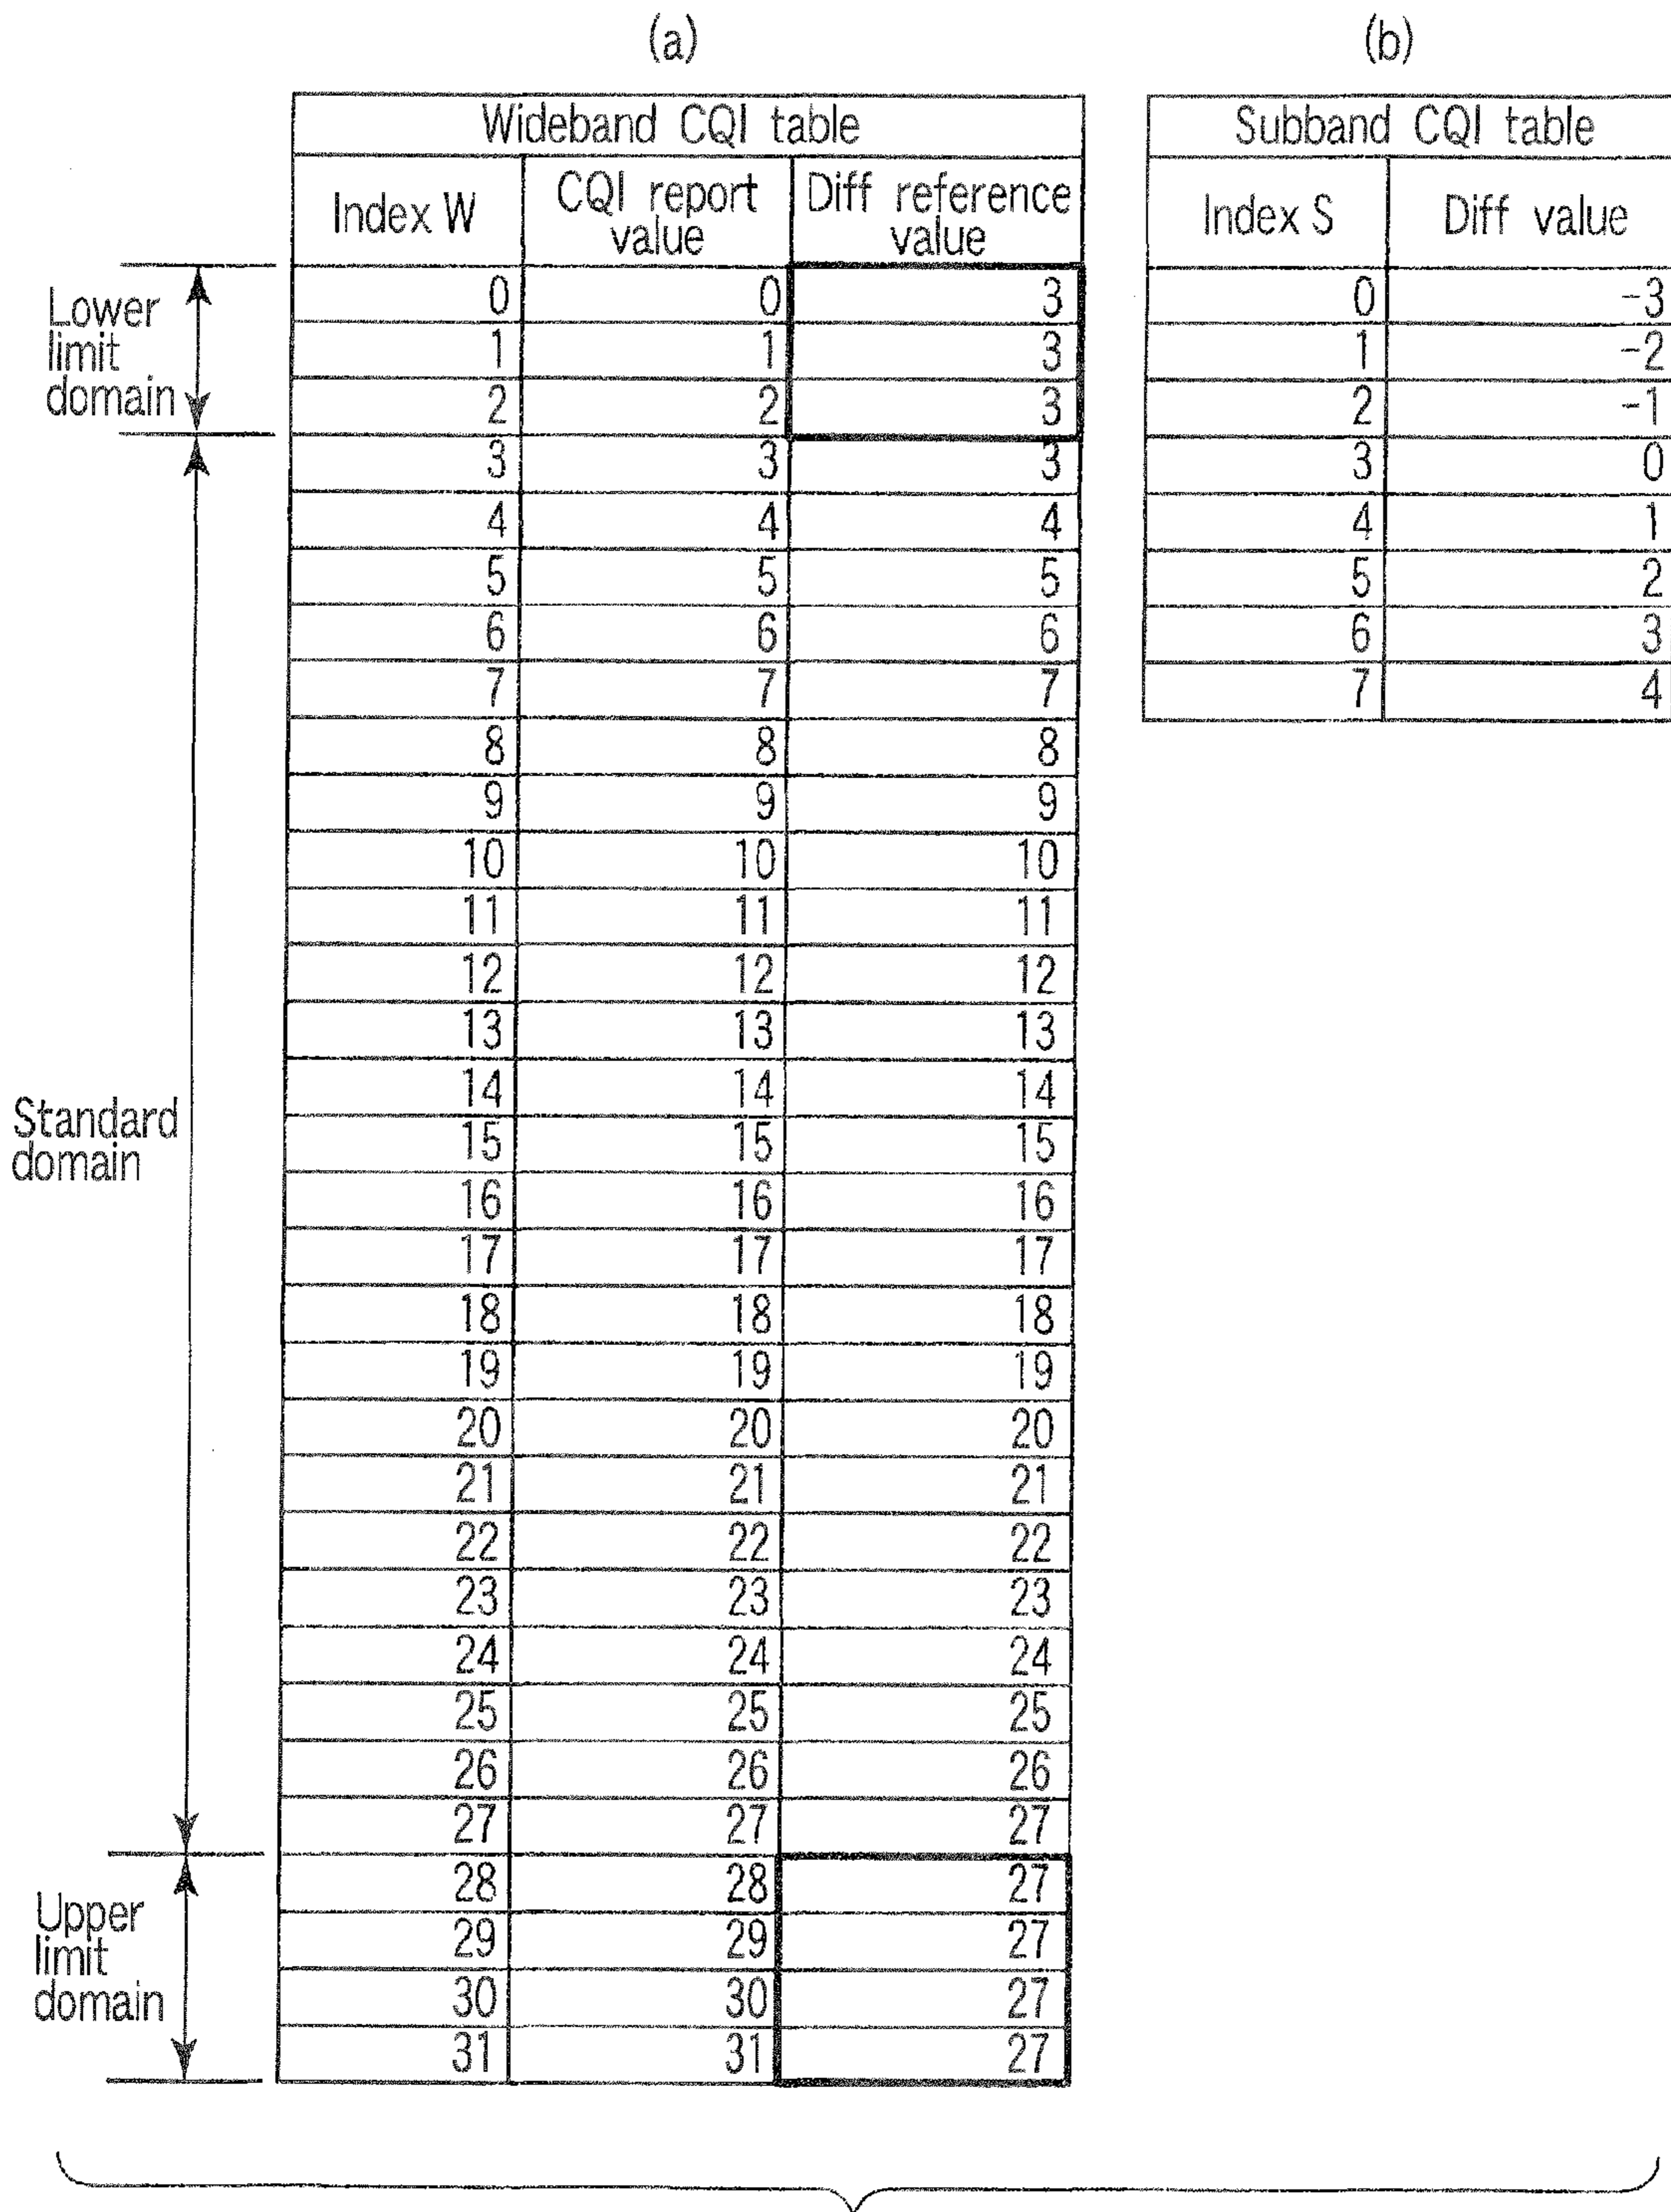 (a)
Wideband CQI table
Index W CQI report value Diff reference value
0 0 3
1 1 3
2 2 3
3 3 3
4 4 4
5 5 5
6 6 6
7 7 7
8 8 8
9 9 9
10 10 10
11 11 11
12 12 12
13 13 13
14 14 14
15 15 15
16 16 16
17 17 17
18 18 18
19 19 19
20 20 20
21 21 21
22 22 22
23 23 23
24 24 24
25 25 25
26 26 26
27 27 27
28 28 27
29 29 27
30 30 27
31 31 27
Lower
limit
domain
Standard
domain
Upper
limit
domain
(b)
Subband CQI table
Index S Diff value
0 -3
1 -2
2 -1
3 0
4 1
5 2
6 3
7 4